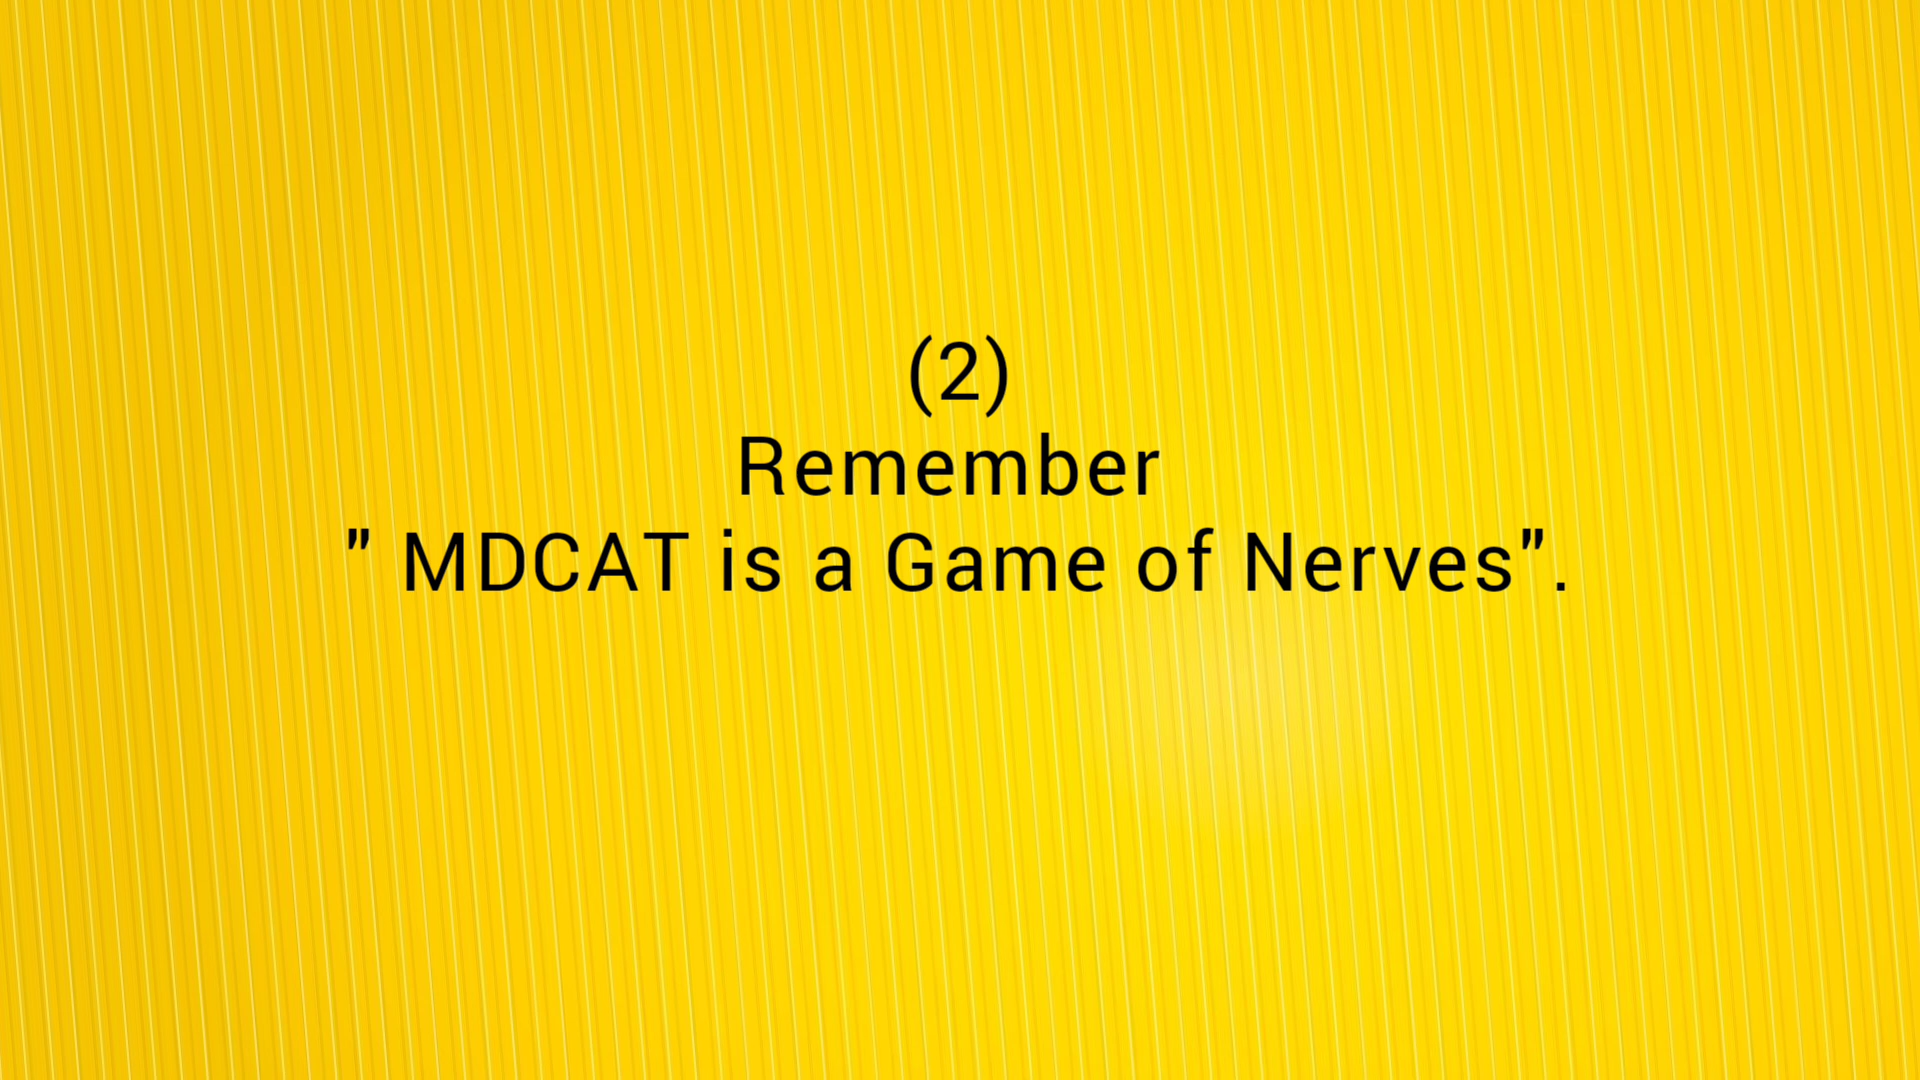 (2)
Remember
" MDCAT is a Game of Nerves".